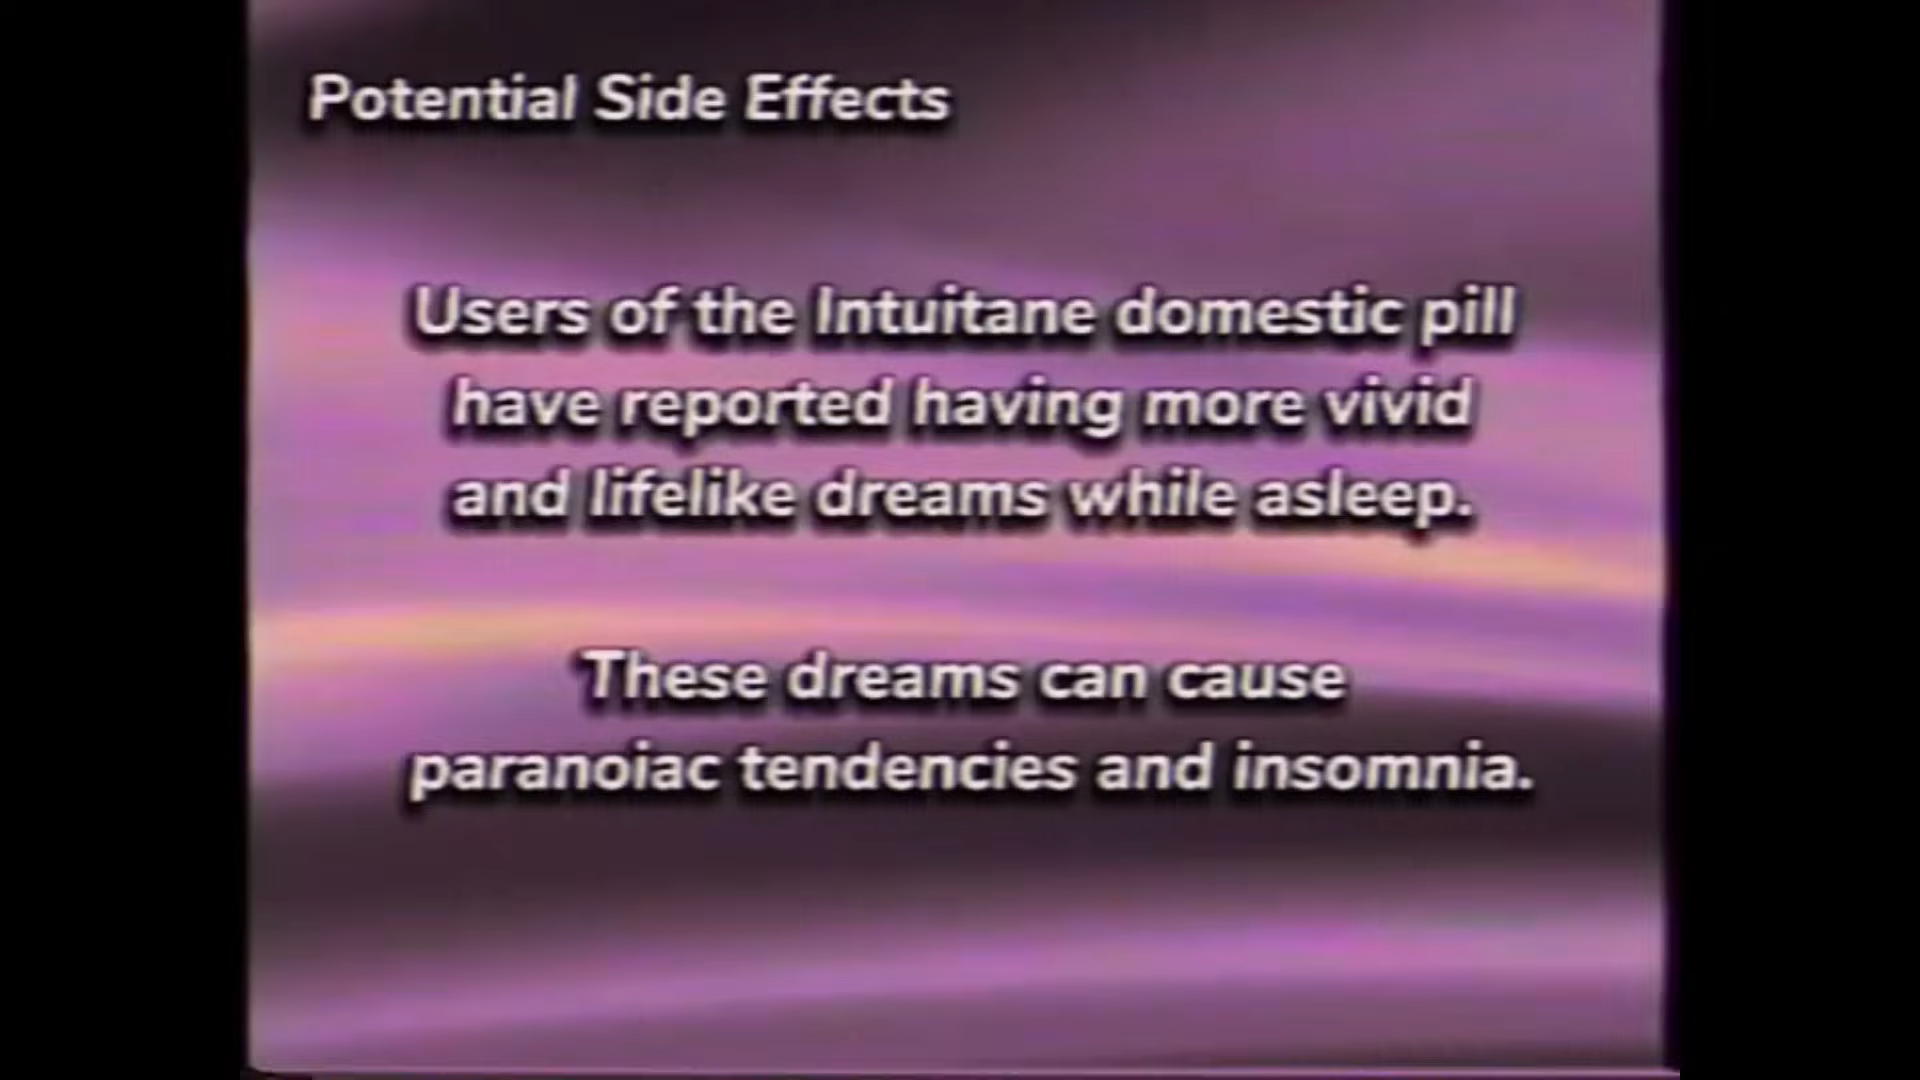 Potential Side Effects
Users of the Intuitane domestic pill
have reported having more vivid
and lifelike dreams while asleep.
These dreams can cause
paranoiac tendencies and insomnia.